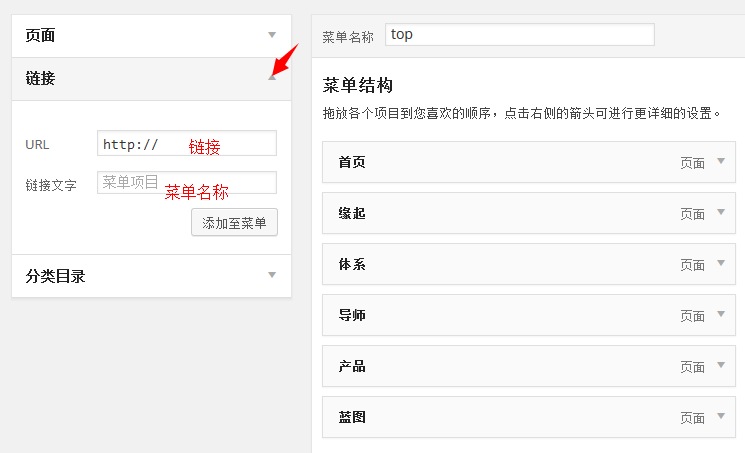 页面
链接
URL
http://
链接
链接文字
菜单项目
菜单名称
添加至菜单
分类目录
菜单名称
top
菜单结构
拖放各个项目到您喜欢的顺序，点击右侧的箭头可进行更详细的设置。
首页 页面
缘起 页面
体系 页面
导师 页面
产品 页面
蓝图 页面